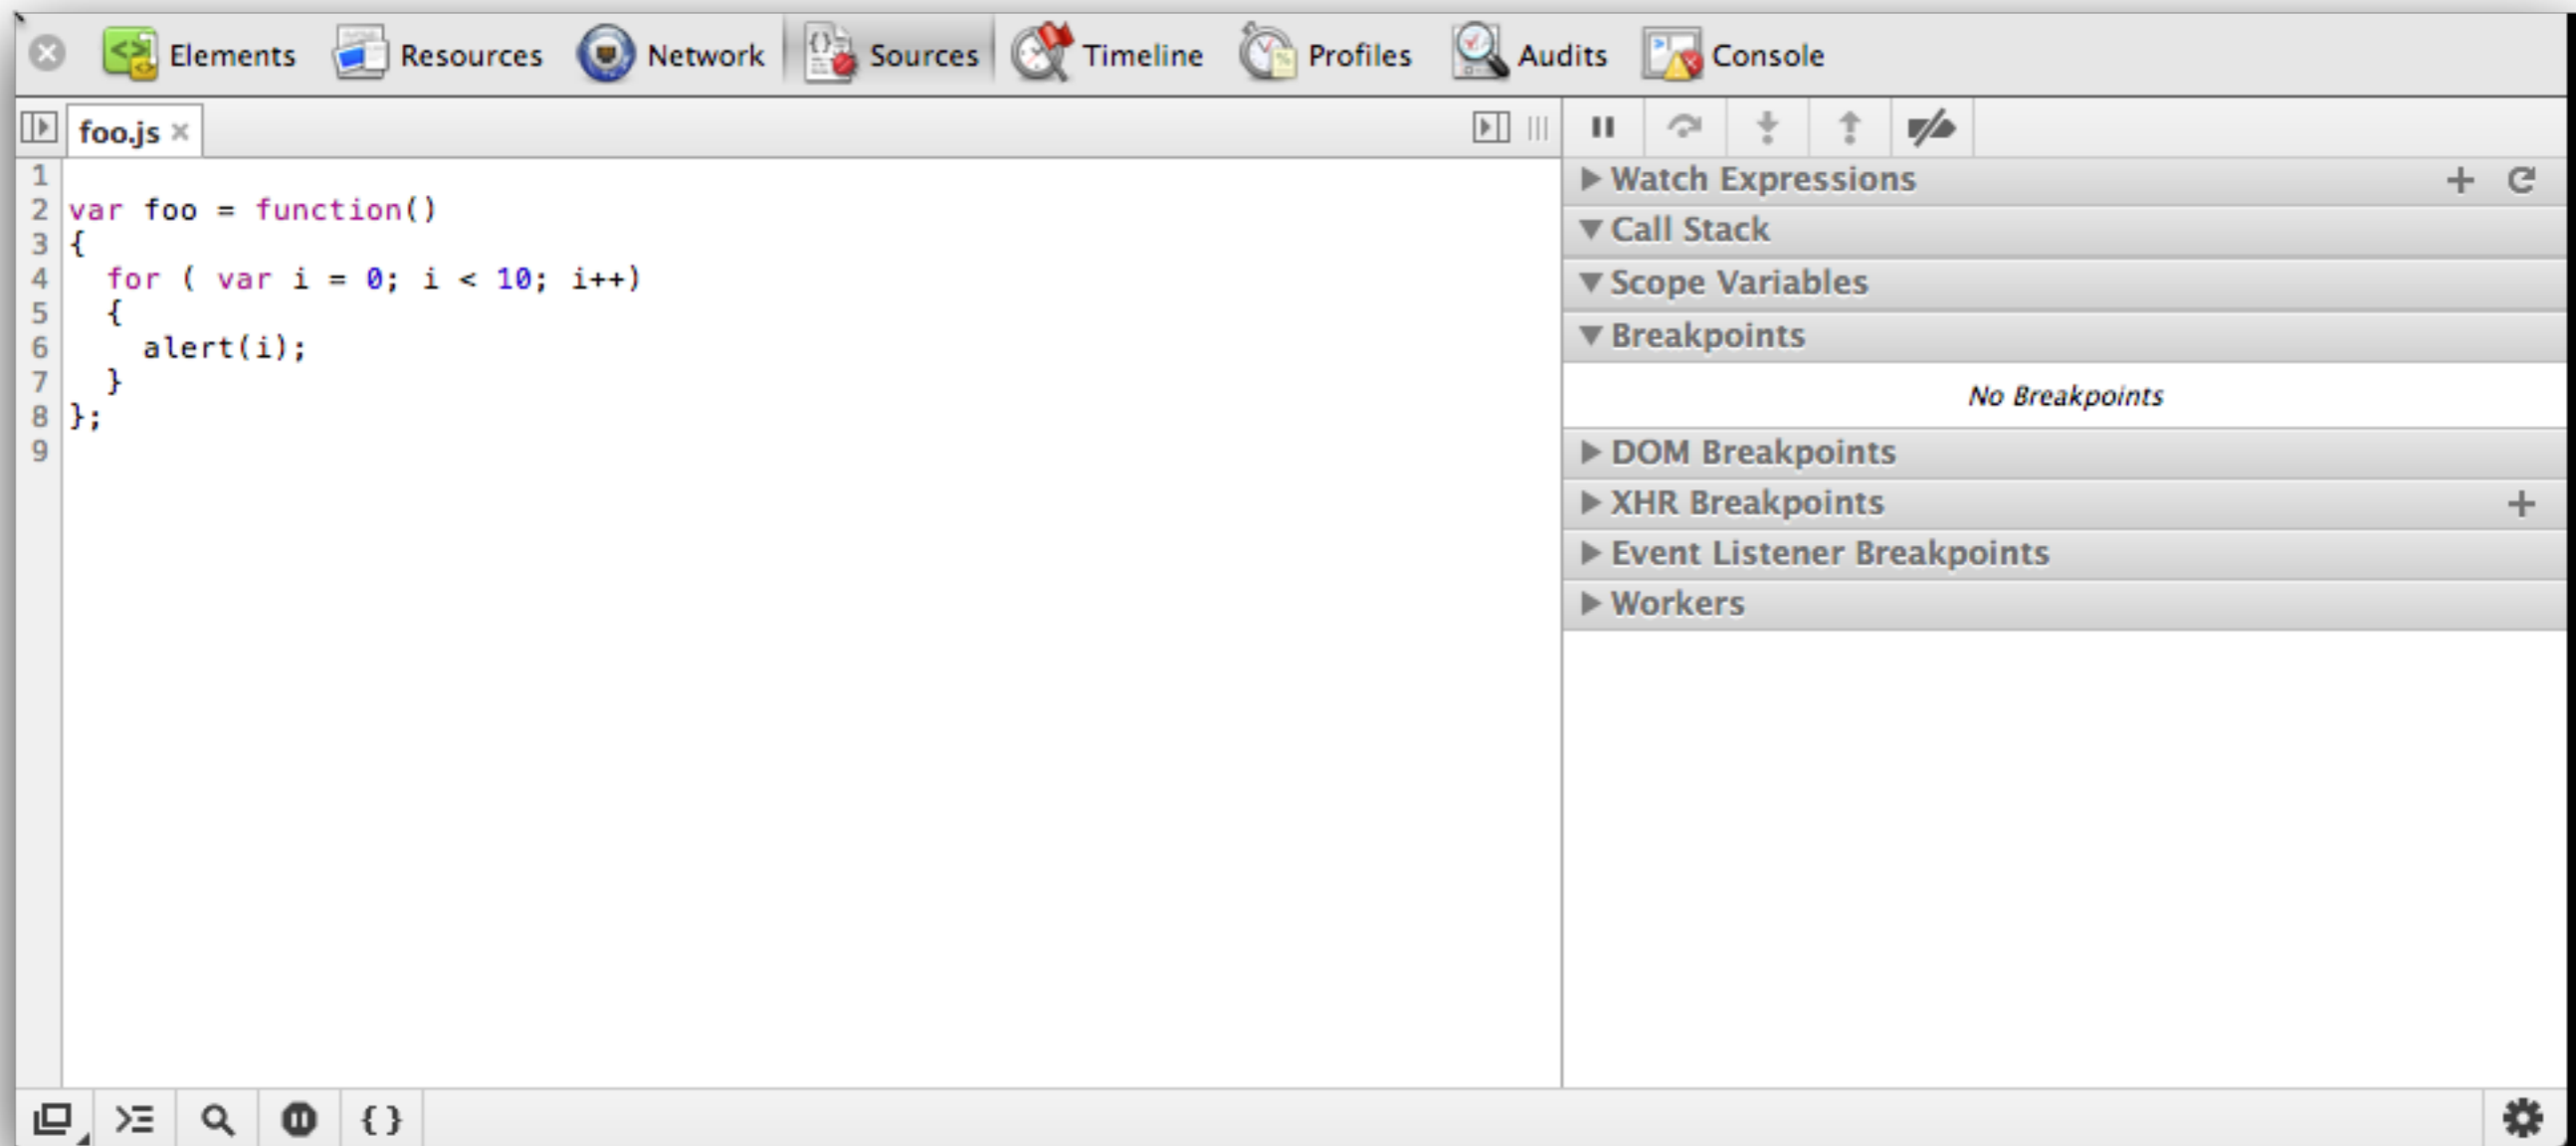 Elements Resources Network Sources Timeline Profiles Audits Console
foo.js
1
2 var foo = function()
3 {
4   for ( var i = 0; i < 10; i++)
5   {
6     alert(i);
7   }
8 };
9
Watch Expressions
Call Stack
Scope Variables
Breakpoints
No Breakpoints
DOM Breakpoints
XHR Breakpoints
Event Listener Breakpoints
Workers